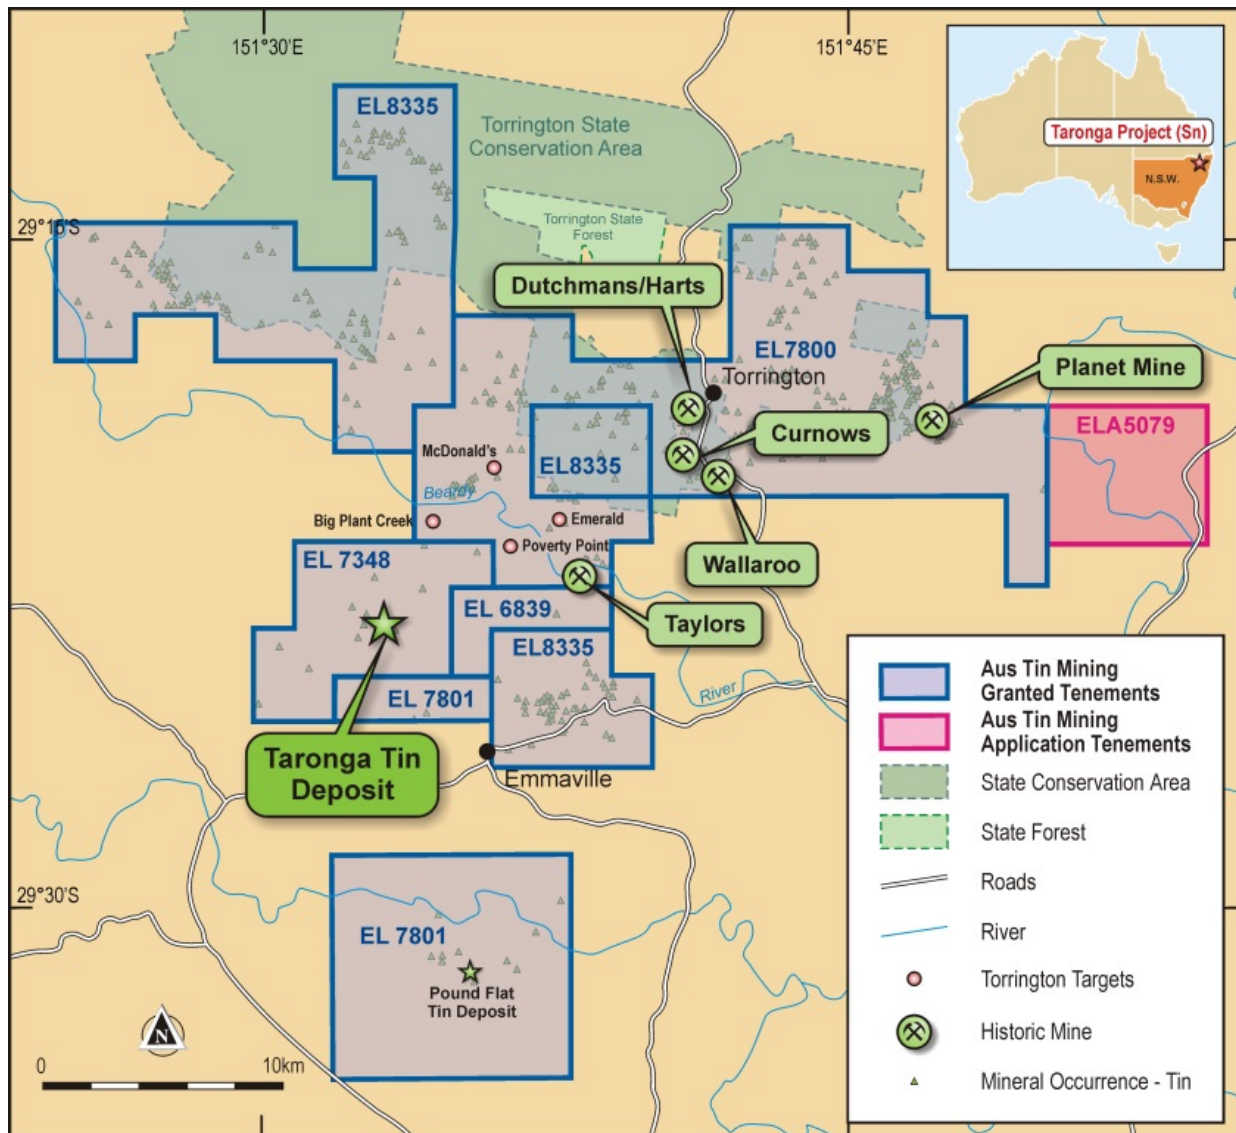 151°30'E
151°45'E
Taronga Project (Sn)
N.S.W.
EL8335
Torrington State
Conservation Area
29°15'S
Torrington State
Forest
Dutchmans/Harts
EL7800
Torrington
Planet Mine
ELA5079
Curnows
McDonald's
EL8335
Beardy
Big Plant Creek
Emerald
Poverty Point
Wallaroo
EL 7348
EL 6839
Taylors
EL8335
River
EL 7801
Taronga Tin
Deposit
Emmaville
29°30'S
EL 7801
Pound Flat
Tin Deposit
N
0
10km
Aus Tin Mining
Granted Tenements
Aus Tin Mining
Application Tenements
State Conservation Area
State Forest
Roads
River
Torrington Targets
Historic Mine
Mineral Occurrence - Tin